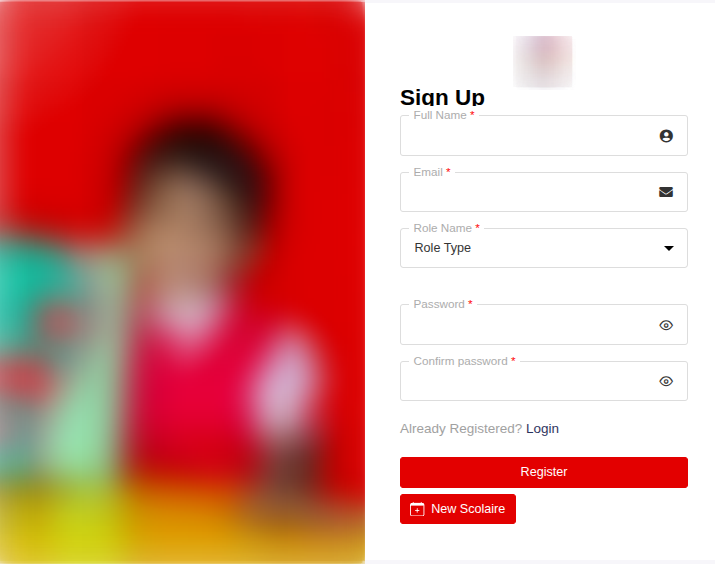 Sign Up
Full Name *
Email *
Role Name *
Role Type
Password *
Confirm password *
Already Registered? Login
Register
New Scolaire